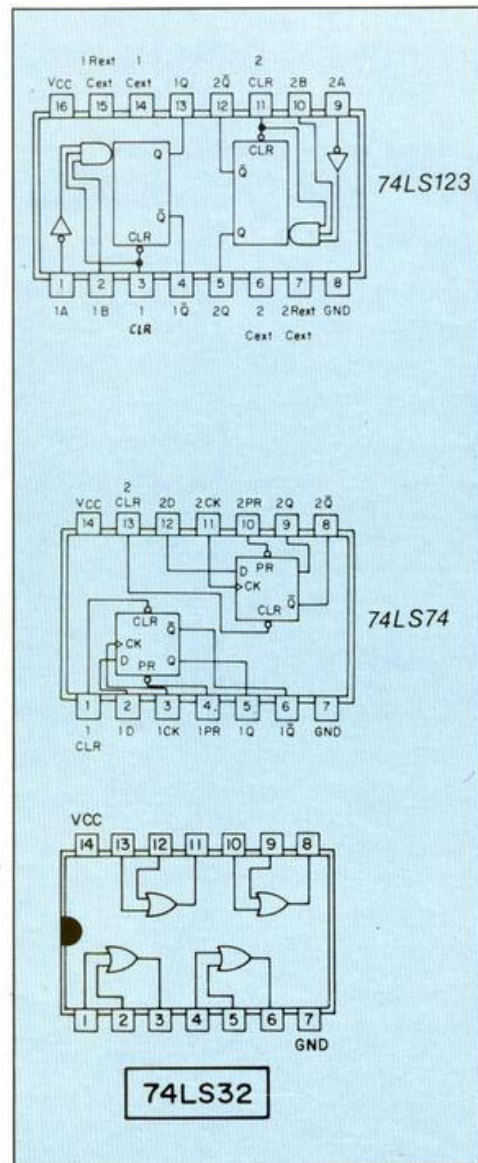 1Rext 1 2
VCC Cext Cext 1Q 2Q̄ CLR 2B 2A
16 15 14 13 12 11 10 9
Q Q̄ CLR
74LS123
CLR Q̄ Q
1 2 3 4 5 6 7 8
1A 1B 1 1Q̄ 2Q 2 2Rext GND
CLR Cext Cext
2
VCC CLR 2D 2CK 2PR 2Q 2Q̄
14 13 12 11 10 9 8
D PR
CK
CLR Q̄
74LS74
CLR Q̄
CK
D Q
PR
1 2 3 4. 5 6 7
1 1D 1CK 1PR 1Q 1Q̄ GND
CLR
VCC
14 13 12 11 10 9 8
1 2 3 4 5 6 7
GND
74LS32